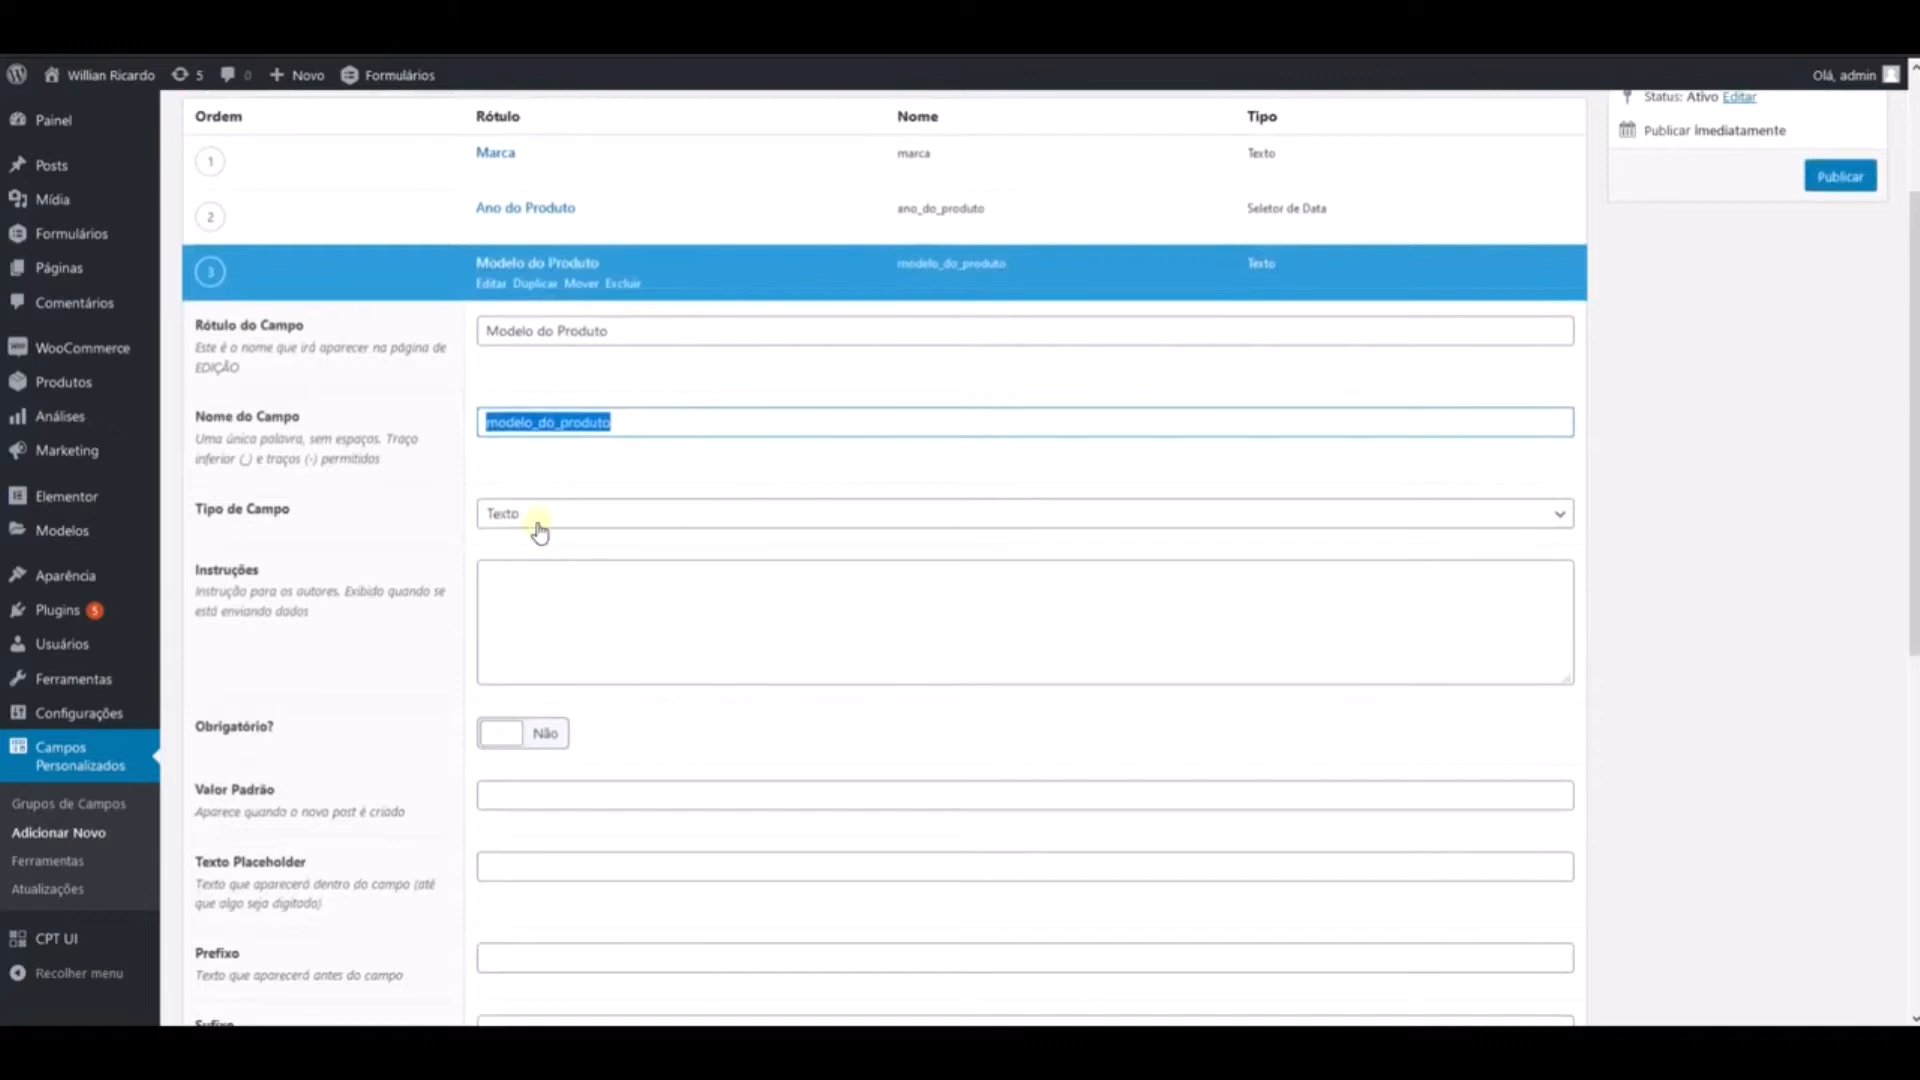 Willian Ricardo 5 0 Novo Formulários Olá, admin
Painel
Posts
Mídia
Formulários
Páginas
Comentários
WooCommerce
Produtos
Análises
Marketing
Elementor
Modelos
Aparência
Plugins 5
Usuários
Ferramentas
Configurações
Campos
Personalizados
Grupos de Campos
Adicionar Novo
Ferramentas
Atualizações
CPT UI
Recolher menu
Ordem Rótulo Nome Tipo
1 Marca marca Texto
2 Ano do Produto ano_do_produto Seletor de Data
3 Modelo do Produto modelo_do_produto Texto
Editar Duplicar Mover Excluir
Rótulo do Campo
Este é o nome que irá aparecer na página de
EDIÇÃO
Modelo do Produto
Nome do Campo
Uma única palavra, sem espaços. Traço
inferior (_) e traços (-) permitidos
modelo_do_produto
Tipo de Campo
Texto
Instruções
Instrução para os autores. Exibido quando se
está enviando dados
Obrigatório?
Não
Valor Padrão
Aparece quando o novo post é criado
Texto Placeholder
Texto que aparecerá dentro do campo (até
que algo seja digitado)
Prefixo
Texto que aparecerá antes do campo
Sufixo
Status: Ativo Editar
Publicar imediatamente
Publicar